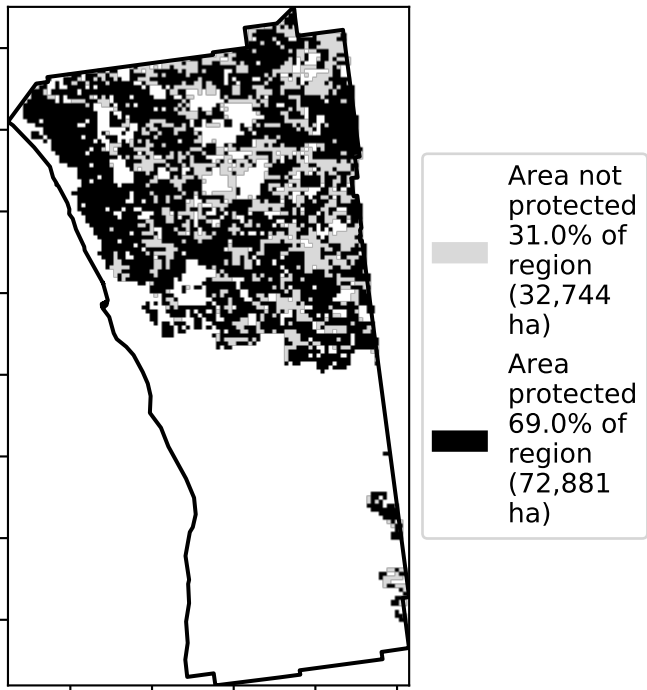 Area not
protected
31.0% of
region
(32,744
ha)
Area
protected
69.0% of
region
(72,881
ha)